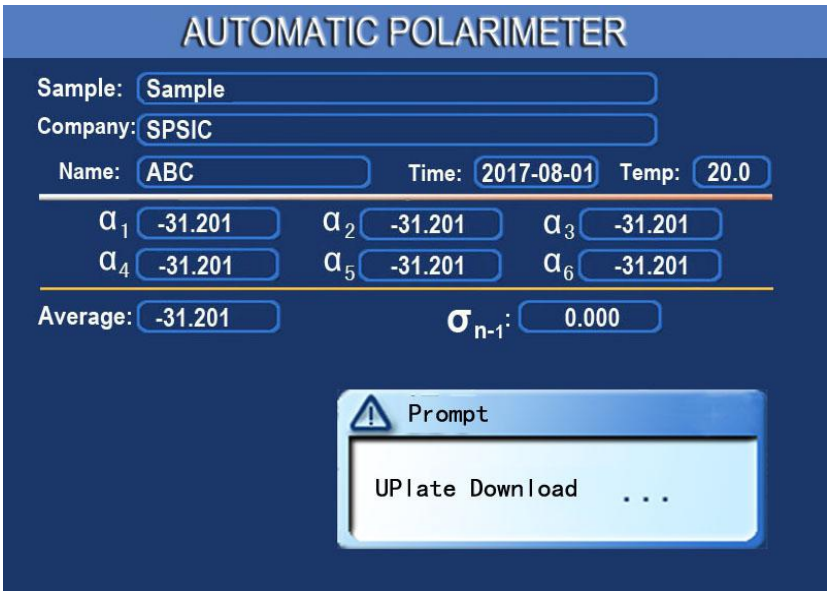 AUTOMATIC POLARIMETER
Sample: Sample
Company: SPSIC
Name: ABC Time: 2017-08-01 Temp: 20.0
α1 -31.201 α2 -31.201 α3 -31.201
α4 -31.201 α5 -31.201 α6 -31.201
Average: -31.201 σn-1: 0.000
Prompt
UPlate Download ...